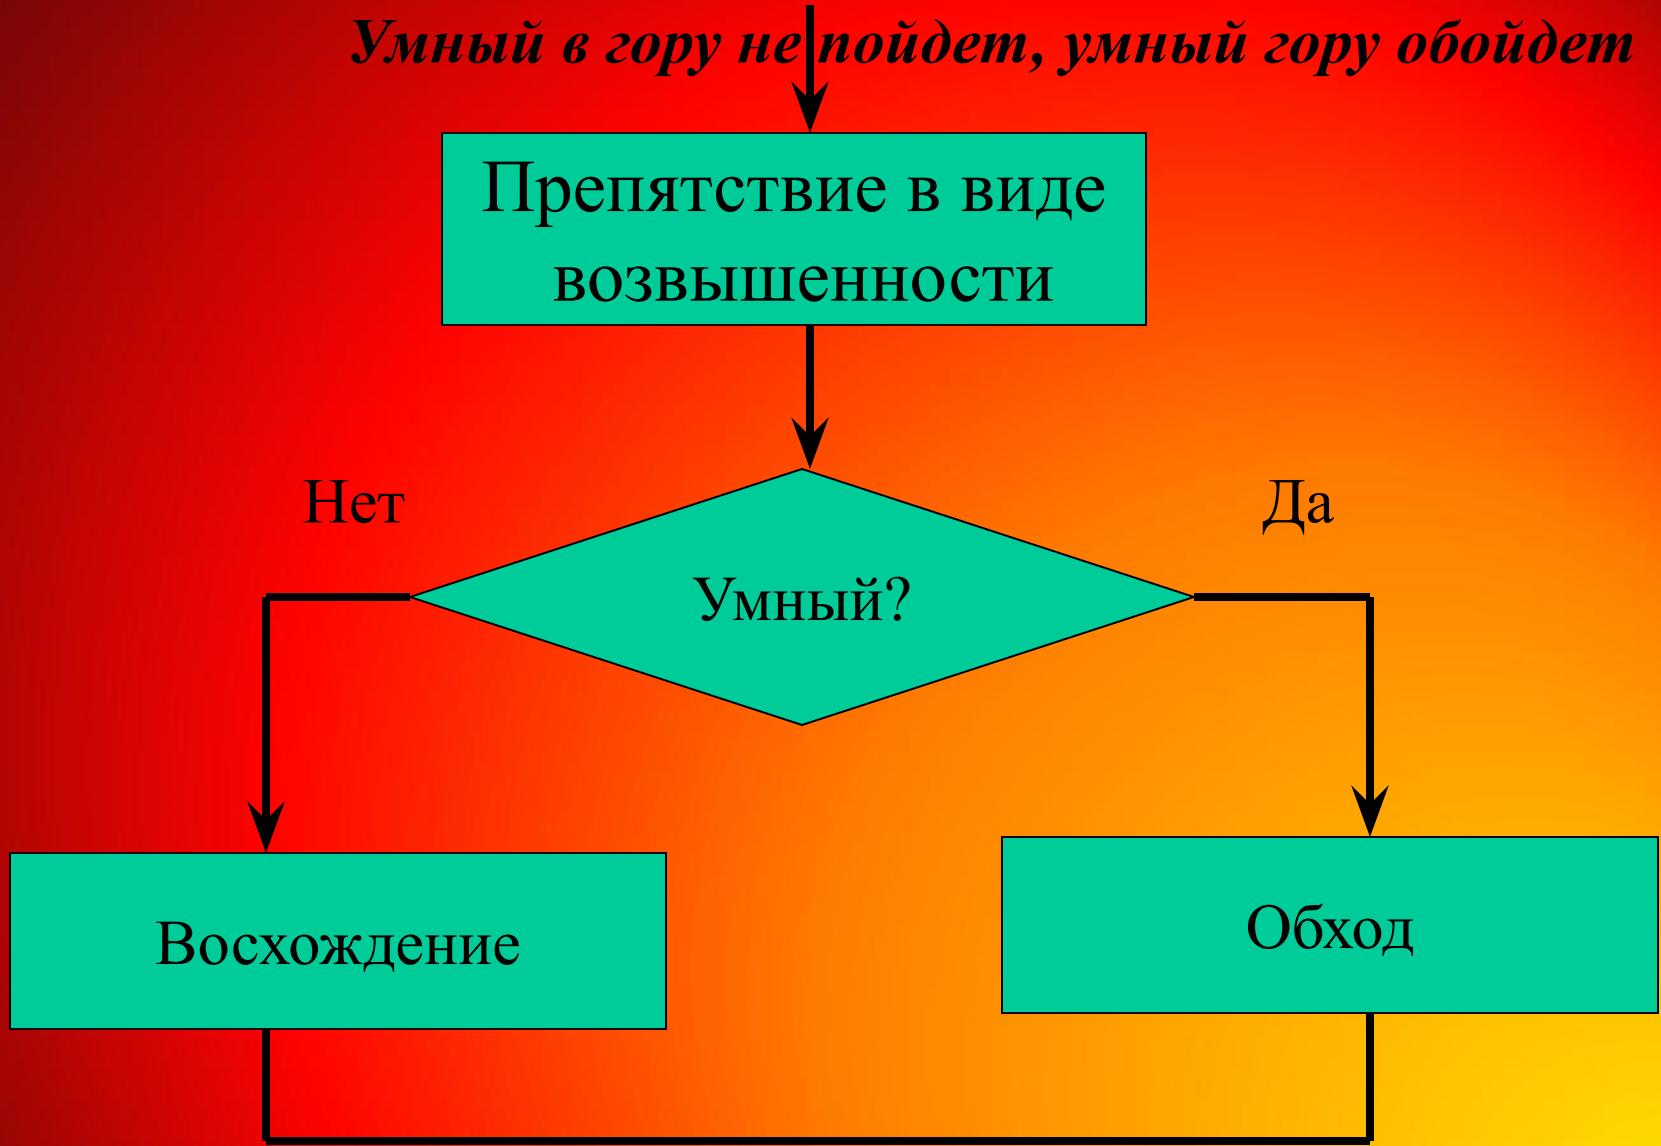 Умный в гору не пойдет, умный гору обойдет
Препятствие в виде
возвышенности
Нет
Да
Умный?
Восхождение
Обход